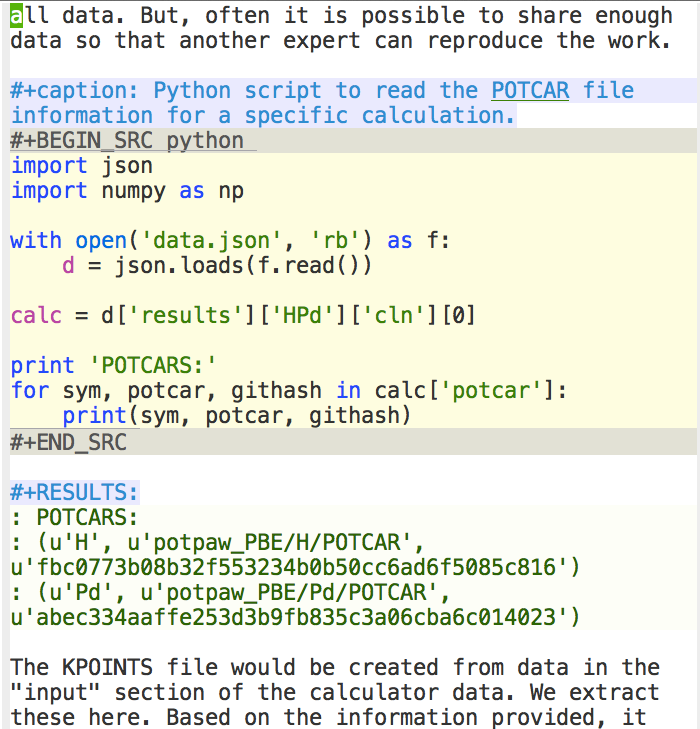 all data. But, often it is possible to share enough
data so that another expert can reproduce the work.
#+caption: Python script to read the POTCAR file
information for a specific calculation.
#+BEGIN_SRC python
import json
import numpy as np
with open('data.json', 'rb') as f:
    d = json.loads(f.read())
calc = d['results']['HPd']['cln'][0]
print 'POTCARS:'
for sym, potcar, githash in calc['potcar']:
    print(sym, potcar, githash)
#+END_SRC
#+RESULTS:
: POTCARS:
: (u'H', u'potpaw_PBE/H/POTCAR',
u'fbc0773b08b32f553234b0b50cc6ad6f5085c816')
: (u'Pd', u'potpaw_PBE/Pd/POTCAR',
u'abec334aaffe253d3b9fb835c3a06cba6c014023')
The KPOINTS file would be created from data in the
"input" section of the calculator data. We extract
these here. Based on the information provided, it